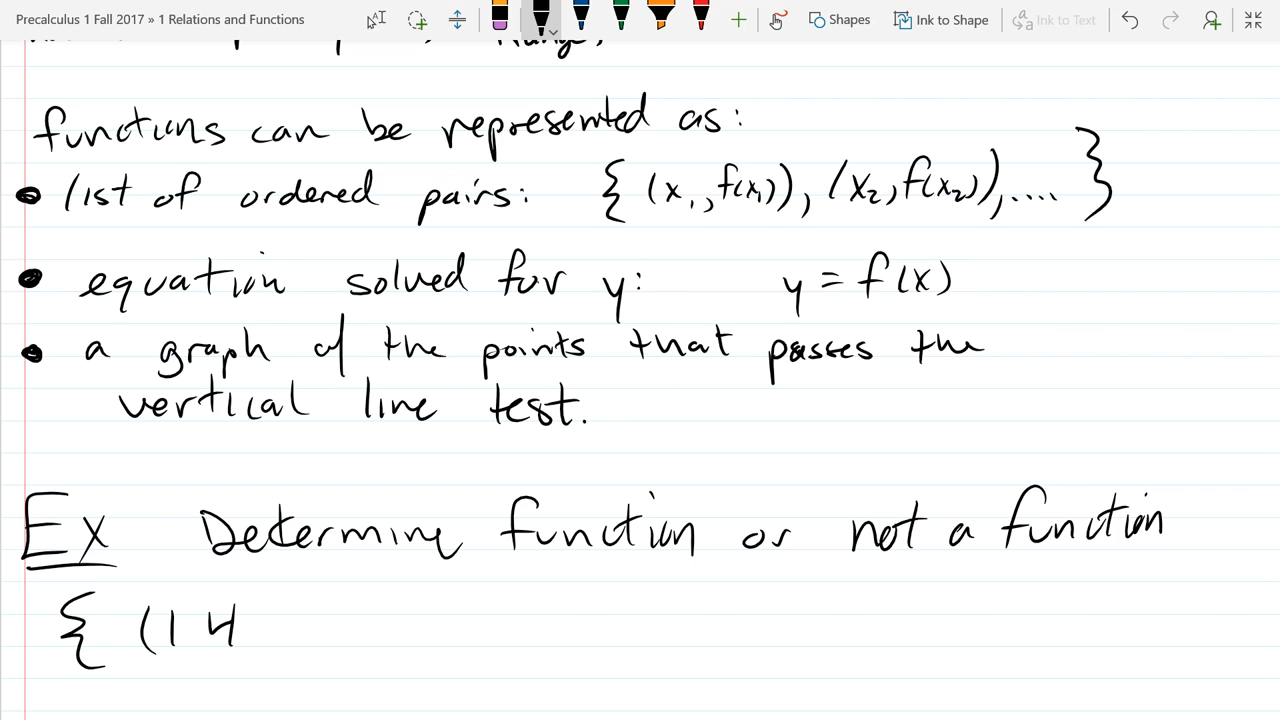 Precalculus 1 Fall 2017 » 1 Relations and Functions
Shapes Ink to Shape Ink to Text
Range,
functions can be represented as:
• list of ordered pairs: { (x₁, f(x₁)), (x₂, f(x₂)), .... }
• equation solved for y: y = f(x)
• a graph of the points that passes the
vertical line test.
Ex Determine function or not a function
{ (1 4